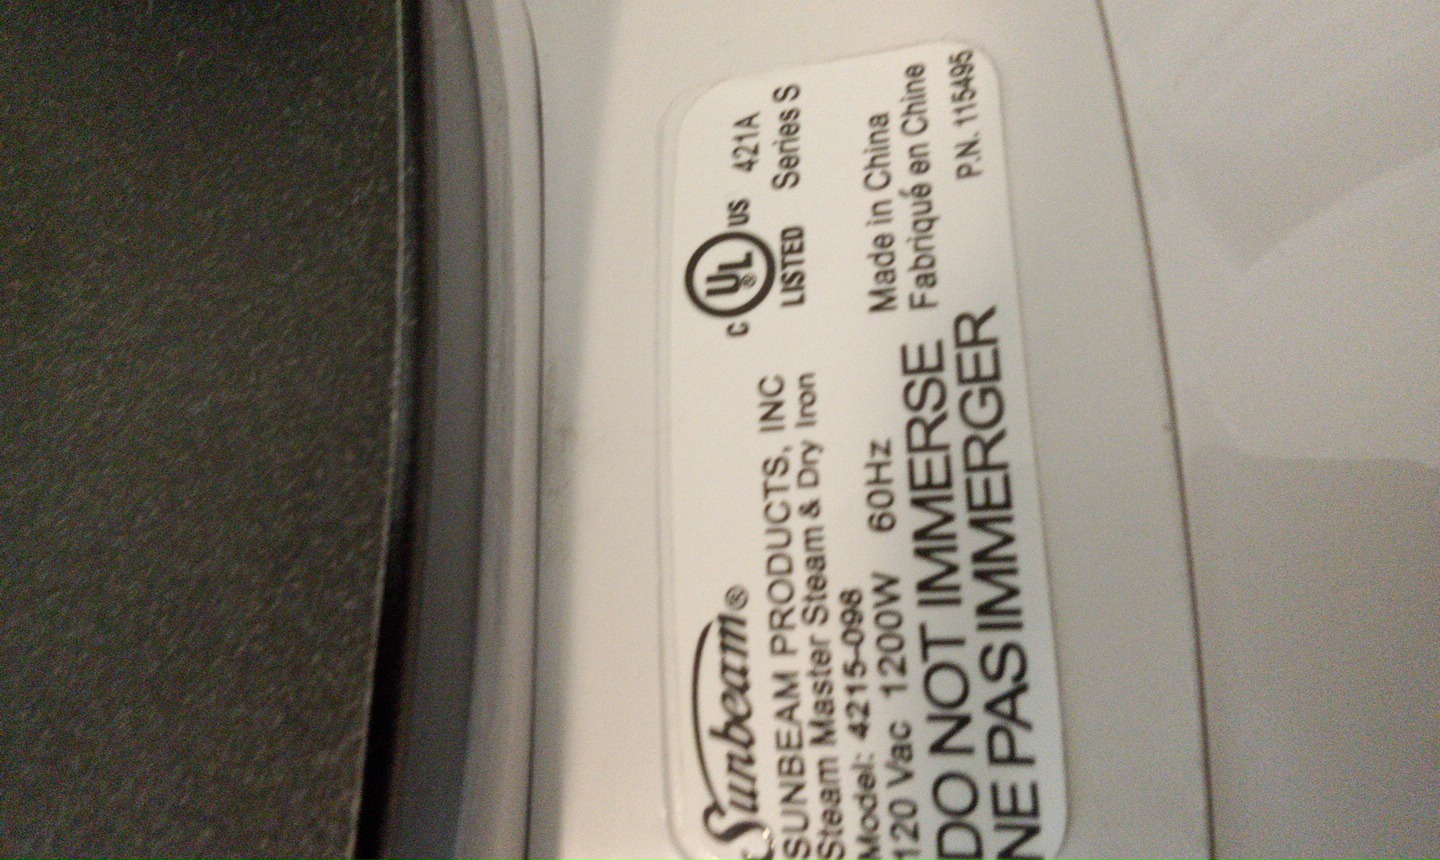 Sunbeam®
SUNBEAM PRODUCTS, INC
Steam Master Steam & Dry Iron
Model: 4215-098
120 Vac 1200W 60Hz
DO NOT IMMERSE
NE PAS IMMERGER
C UL® US 421A
LISTED Series S
Made in China
Fabriqué en Chine
P.N. 115495